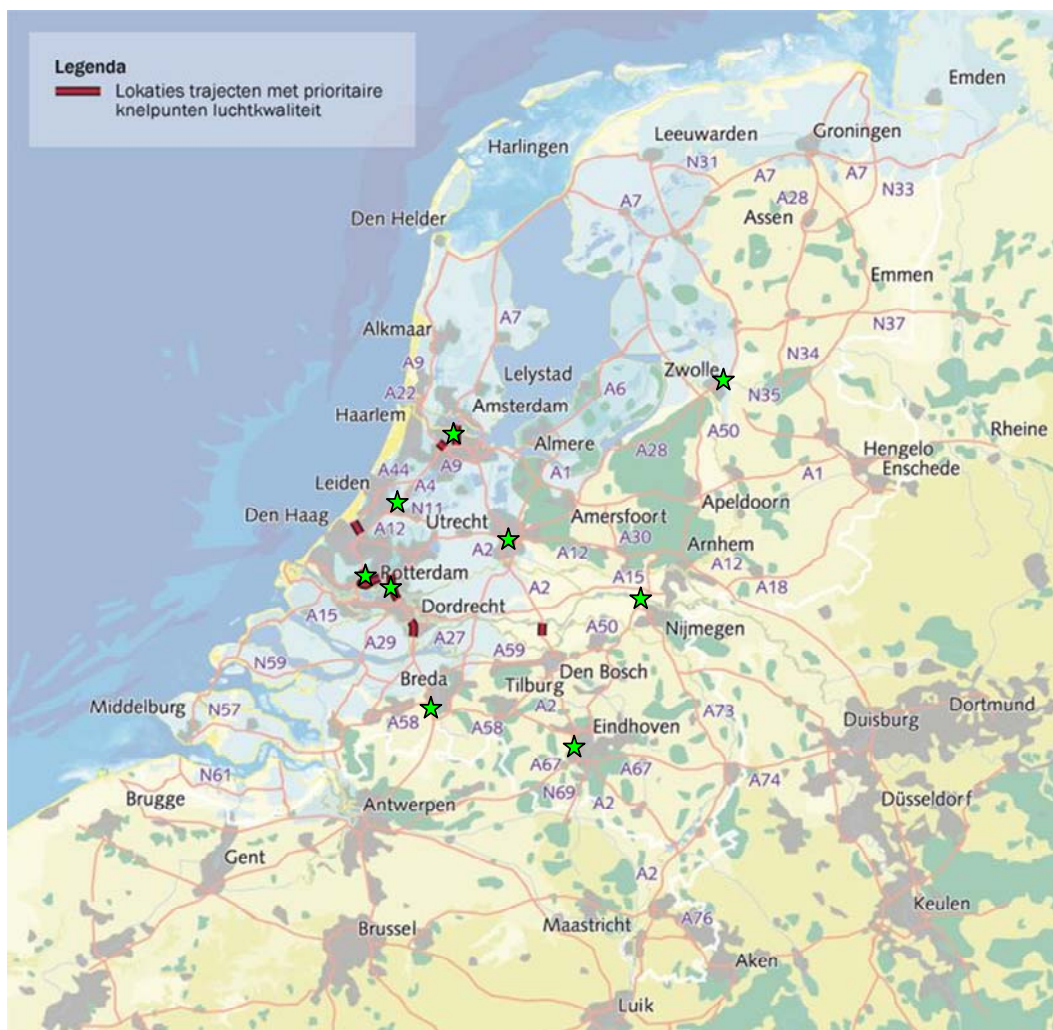 Legenda
Lokaties trajecten met prioritaire
knelpunten luchtkwaliteit
Emden
Groningen
Leeuwarden
Harlingen
N31
A7
A7
A28
N33
A7
Den Helder
Assen
Emmen
N37
A7
Alkmaar
N34
A9
Lelystad
Zwolle
A6
N35
A22
Haarlem
Amsterdam
A50
Rheine
Almere
A28
Hengelo
Enschede
A44
A9
A1
A1
Leiden
A4
N11
Apeldoorn
Den Haag
A12
Utrecht
Amersfoort
A30
Arnhem
A2
A12
A12
Rotterdam
A15
A18
A2
Dordrecht
A15
A50
Nijmegen
A29
A27
A59
N59
Den Bosch
Breda
Tilburg
Middelburg
N57
A2
A73
Dortmund
A58
A58
Eindhoven
Duisburg
A67
A67
A74
N61
N69
Brugge
Antwerpen
A2
Düsseldorf
Gent
A2
Keulen
Maastricht
A76
Brussel
Aken
Luik